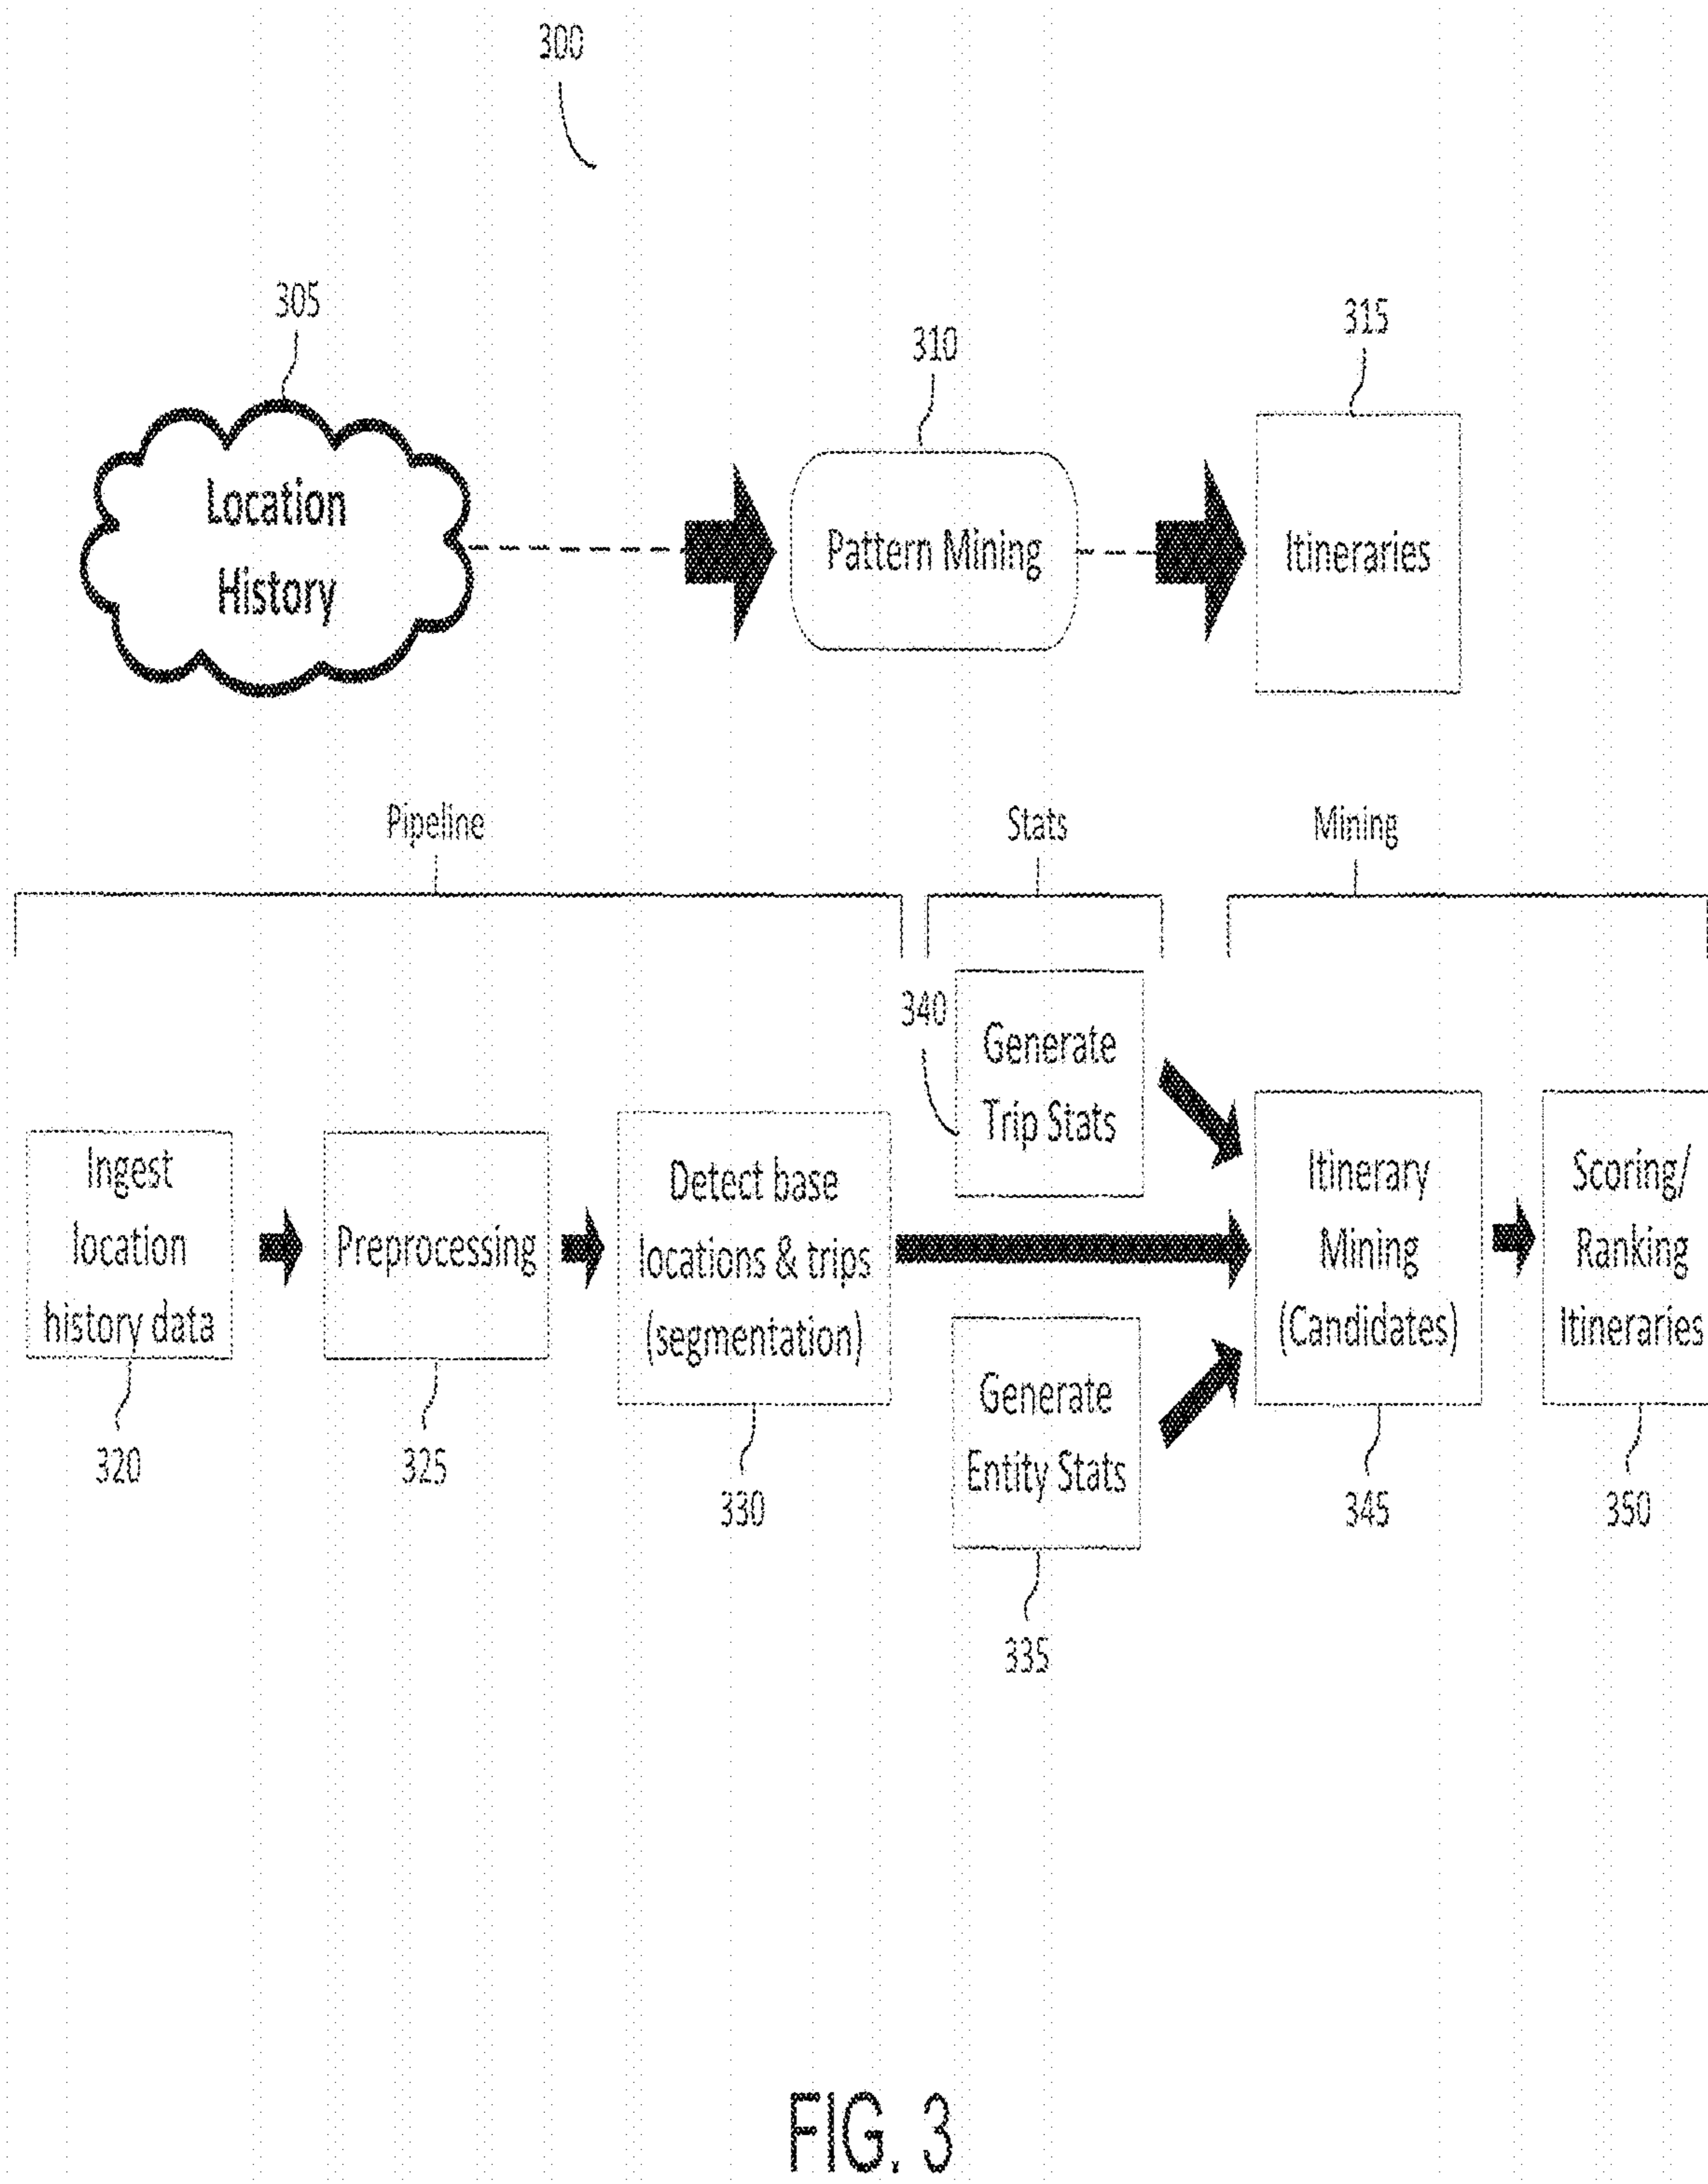 300
305
310
315
Location
History
Pattern Mining
Itineraries
Pipeline
Stats
Mining
340
Generate
Trip Stats
Ingest
location
history data
Preprocessing
Detect base
locations & trips
(segmentation)
Itinerary
Mining
(Candidates)
Scoring/
Ranking
Itineraries
Generate
Entity Stats
320
325
330
345
350
335
FIG. 3